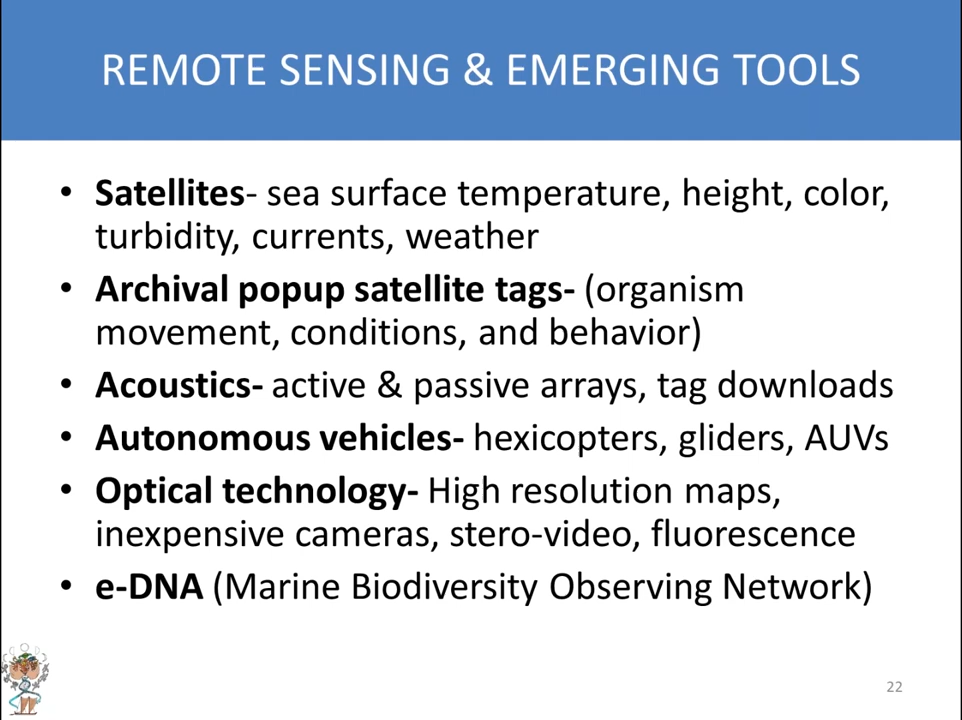 REMOTE SENSING & EMERGING TOOLS
• Satellites- sea surface temperature, height, color,
turbidity, currents, weather
• Archival popup satellite tags- (organism
movement, conditions, and behavior)
• Acoustics- active & passive arrays, tag downloads
• Autonomous vehicles- hexicopters, gliders, AUVs
• Optical technology- High resolution maps,
inexpensive cameras, stero-video, fluorescence
• e-DNA (Marine Biodiversity Observing Network)
22